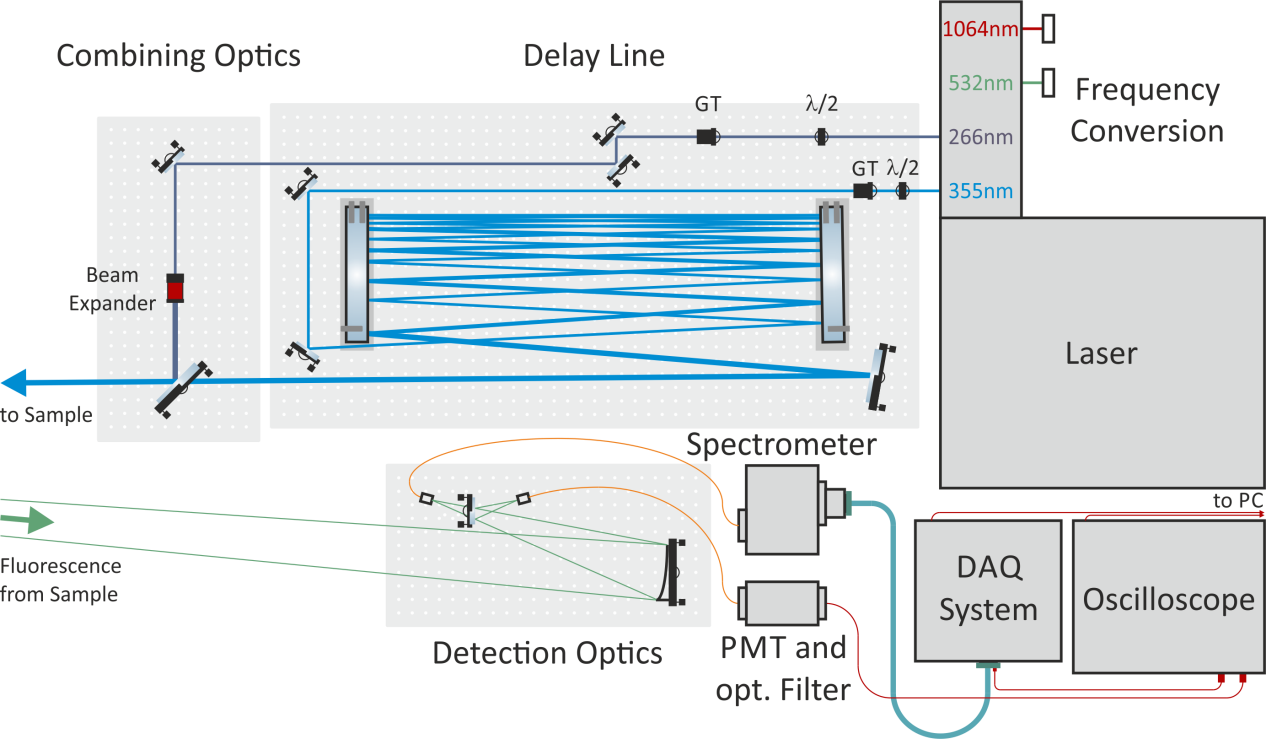 Combining Optics
Delay Line
1064nm
532nm
266nm
355nm
Frequency
Conversion
GT
λ/2
GT
λ/2
Beam
Expander
Laser
to Sample
Spectrometer
to PC
Fluorescence
from Sample
DAQ
System
Oscilloscope
Detection Optics
PMT and
opt. Filter